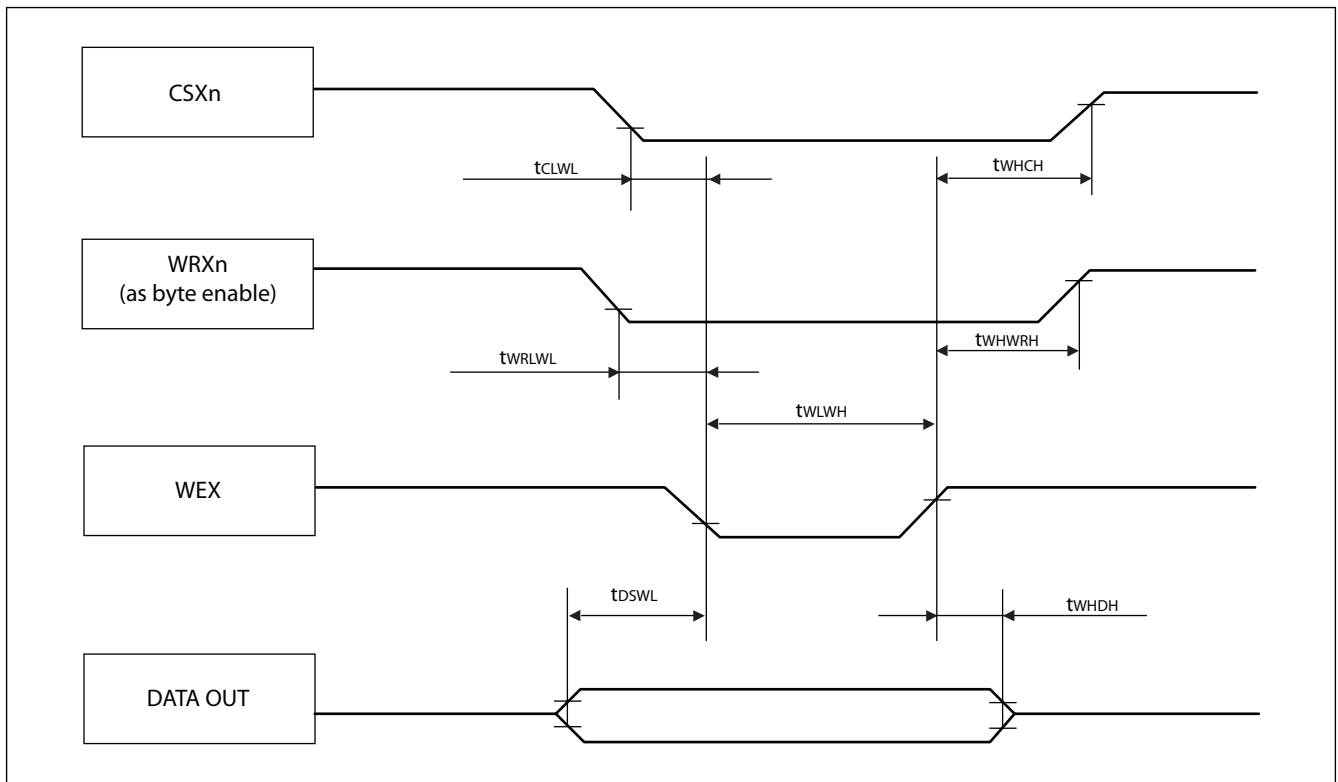 CSXn
tCLWL
tWHCH
WRXn
(as byte enable)
tWRLWL
tWHWRH
tWLWH
WEX
tDSWL
tWHDH
DATA OUT